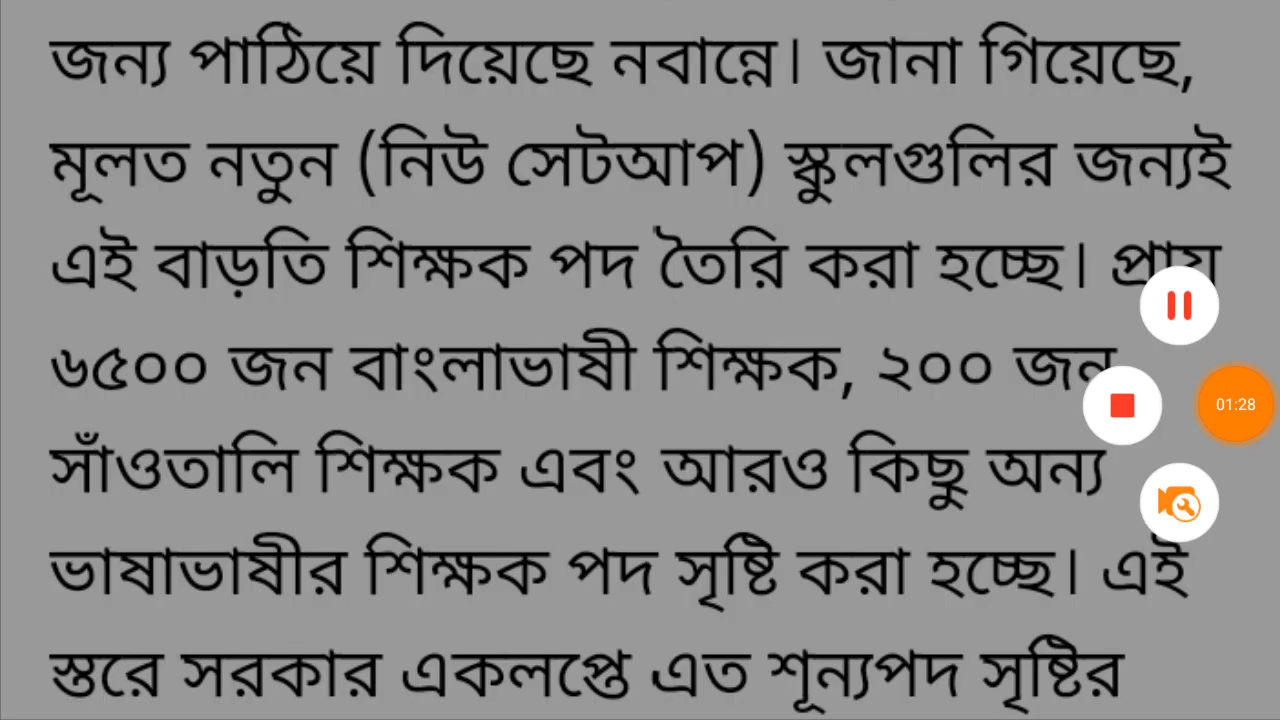 জন্য পাঠিয়ে দিয়েছে নবান্নে। জানা গিয়েছে,
মূলত নতুন (নিউ সেটআপ) স্কুলগুলির জন্যই
এই বাড়তি শিক্ষক পদ তৈরি করা হচ্ছে। প্রায়
৬৫০০ জন বাংলাভাষী শিক্ষক, ২০০ জন
01:28
সাঁওতালি শিক্ষক এবং আরও কিছু অন্য
ভাষাভাষীর শিক্ষক পদ সৃষ্টি করা হচ্ছে। এই
স্তরে সরকার একলপ্তে এত শূন্যপদ সৃষ্টির